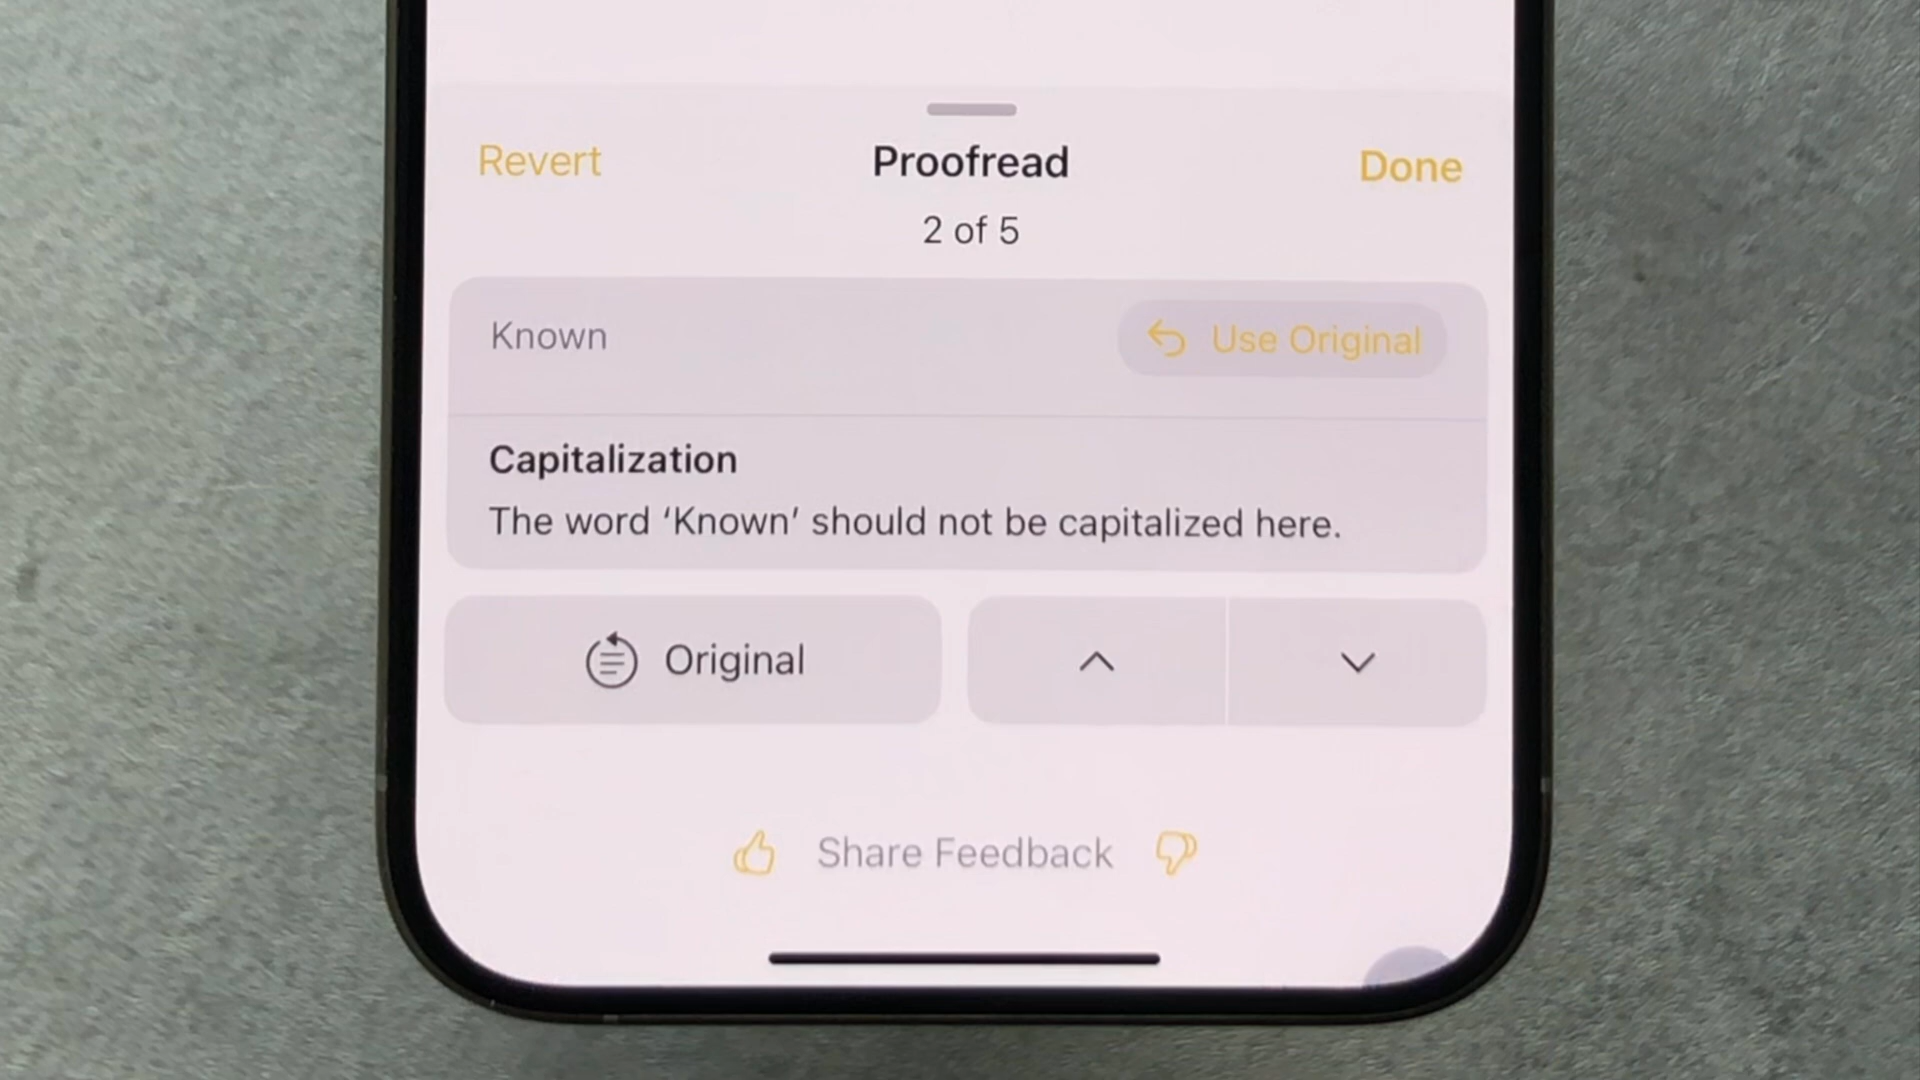 Revert
Proofread
Done
2 of 5
Known
Use Original
Capitalization
The word ‘Known’ should not be capitalized here.
Original
Share Feedback